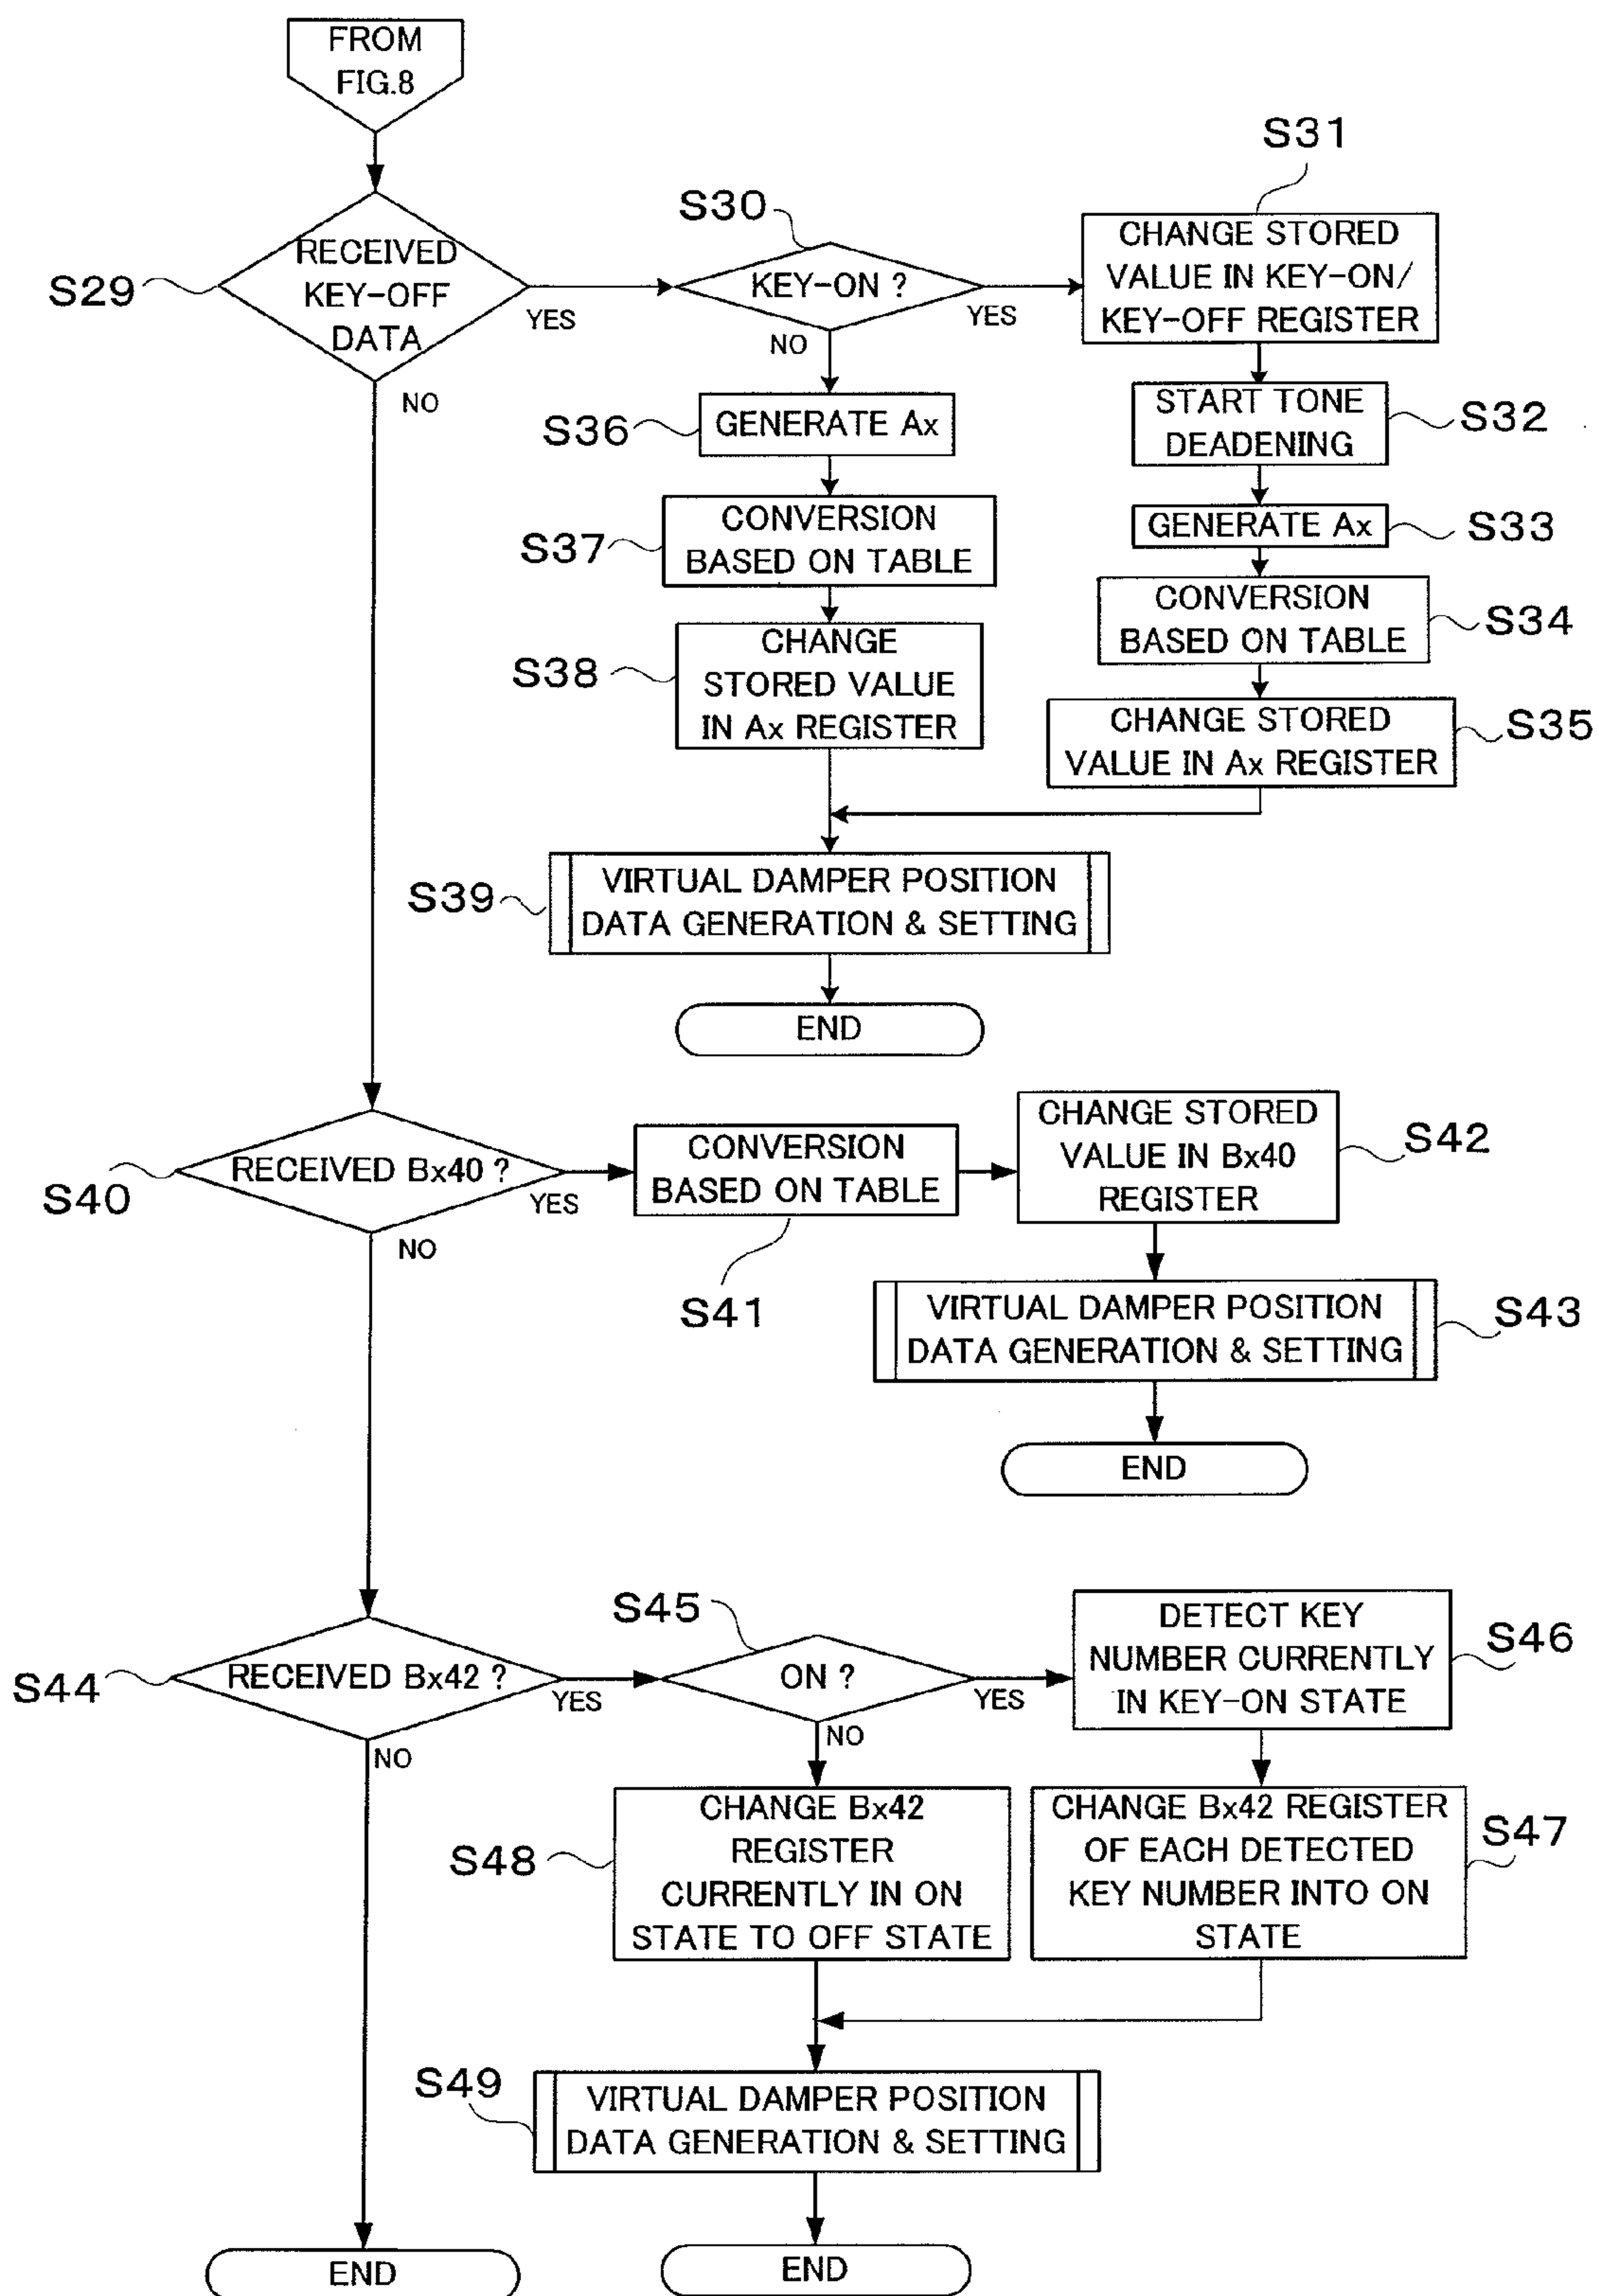 FROM
FIG.8
S31
S30
CHANGE STORED
VALUE IN KEY-ON/
KEY-OFF REGISTER
S29
RECEIVED
KEY-OFF
DATA
YES
KEY-ON ?
YES
NO
NO
S36
GENERATE Ax
START TONE
DEADENING
S32
S37
CONVERSION
BASED ON TABLE
GENERATE Ax
S33
CONVERSION
BASED ON TABLE
S34
S38
CHANGE
STORED VALUE
IN Ax REGISTER
CHANGE STORED
VALUE IN Ax REGISTER
S35
S39
VIRTUAL DAMPER POSITION
DATA GENERATION & SETTING
END
S40
RECEIVED Bx40 ?
YES
NO
CONVERSION
BASED ON TABLE
S41
CHANGE STORED
VALUE IN Bx40
REGISTER
S42
VIRTUAL DAMPER POSITION
DATA GENERATION & SETTING
S43
END
S44
RECEIVED Bx42 ?
YES
NO
S45
ON ?
YES
NO
DETECT KEY
NUMBER CURRENTLY
IN KEY-ON STATE
S46
S48
CHANGE Bx42
REGISTER
CURRENTLY IN ON
STATE TO OFF STATE
CHANGE Bx42 REGISTER
OF EACH DETECTED
KEY NUMBER INTO ON
STATE
S47
S49
VIRTUAL DAMPER POSITION
DATA GENERATION & SETTING
END
END